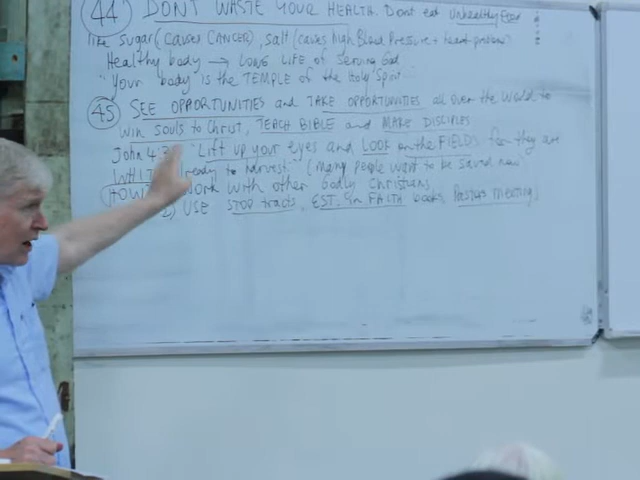 44 DONT WASTE YOUR HEALTH. Dont eat Unhealthy Food
like sugar (CAUSES CANCER), salt (causes high Blood Pressure + heart problems)
Healthy body → LONG LIFE of serving God
"Your body is the TEMPLE of the Holy Spirit"
45 SEE OPPORTUNITIES and TAKE OPPORTUNITIES all over the world to
win souls to Christ, TEACH BIBLE and MAKE DISCIPLES
John 4:3 "Lift up your eyes and LOOK on the FIELDS for they are
WHITE ready to harvest" (many people want to be saved now)
HOW work with other godly Christians
2) USE STOP tracts, EST. in FAITH books, Pastors meeting